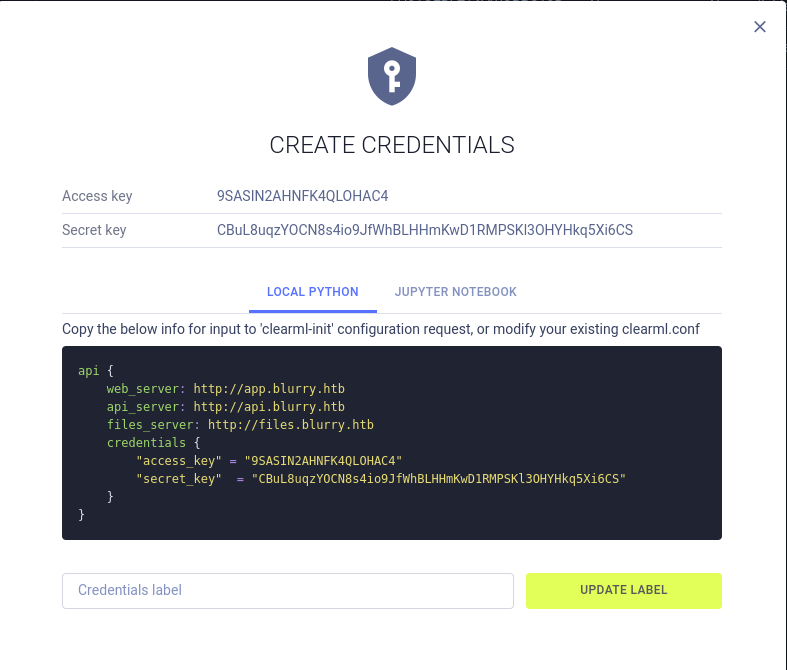 CREATE CREDENTIALS
Access key 9SASIN2AHNFK4QLOHAC4
Secret key CBuL8uqzYOCN8s4io9JfWhBLHHmKwD1RMPSKl3OHYHkq5Xi6CS
LOCAL PYTHON JUPYTER NOTEBOOK
Copy the below info for input to 'clearml-init' configuration request, or modify your existing clearml.conf
api {
    web_server: http://app.blurry.htb
    api_server: http://api.blurry.htb
    files_server: http://files.blurry.htb
    credentials {
        "access_key" = "9SASIN2AHNFK4QLOHAC4"
        "secret_key"  = "CBuL8uqzYOCN8s4io9JfWhBLHHmKwD1RMPSKl3OHYHkq5Xi6CS"
    }
}
Credentials label UPDATE LABEL